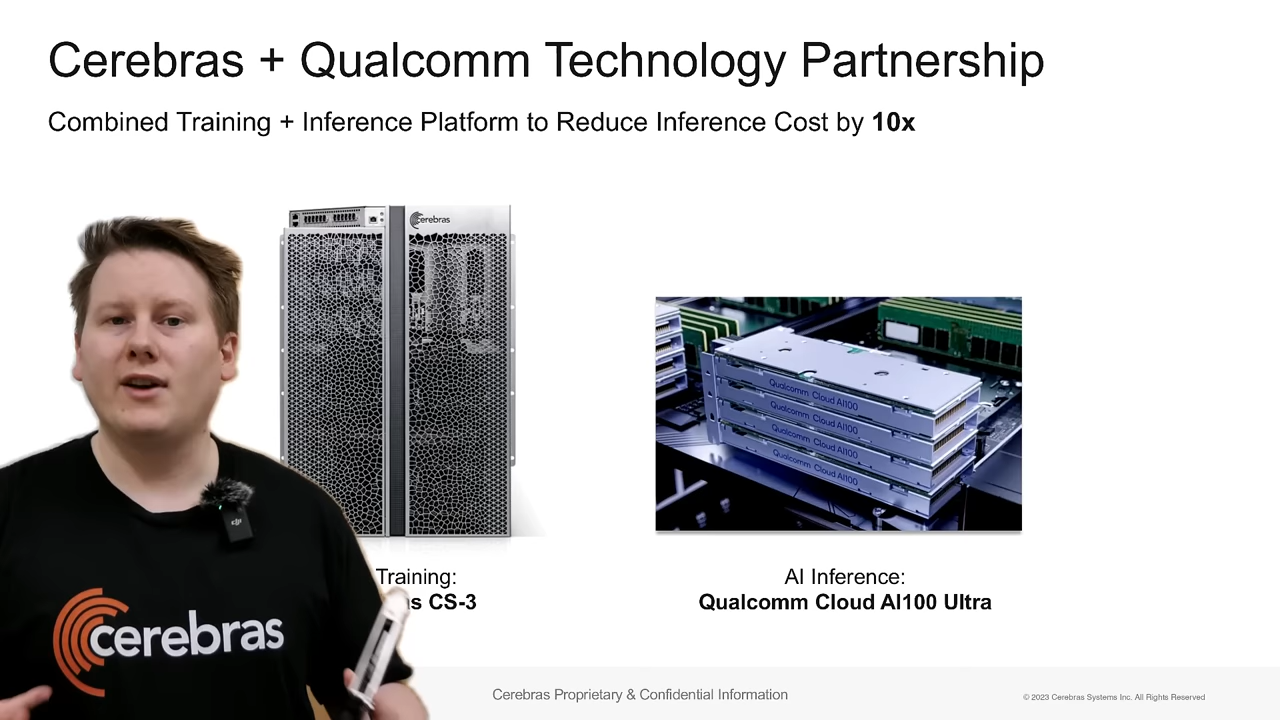 Cerebras + Qualcomm Technology Partnership
Combined Training + Inference Platform to Reduce Inference Cost by 10x
cerebras
Qualcomm Cloud AI100
Qualcomm Cloud AI100
Qualcomm Cloud AI100
Qualcomm Cloud AI100
Training:
CS-3
AI Inference:
Qualcomm Cloud AI100 Ultra
dji
cerebras
Cerebras Proprietary & Confidential Information
© 2023 Cerebras Systems Inc. All Rights Reserved